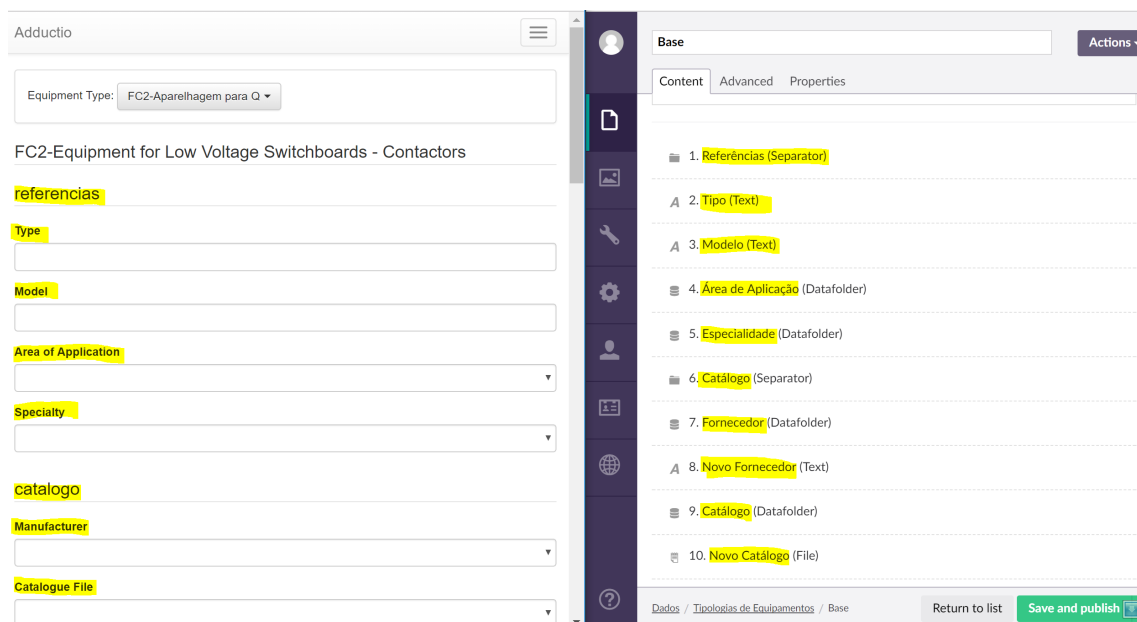 Adductio
Equipment Type: FC2-Aparelhagem para Q
FC2-Equipment for Low Voltage Switchboards - Contactors
referencias
Type
Model
Area of Application
Specialty
catalogo
Manufacturer
Catalogue File
Base
Actions
Content Advanced Properties
1. Referências (Separator)
2. Tipo (Text)
3. Modelo (Text)
4. Área de Aplicação (Datafolder)
5. Especialidade (Datafolder)
6. Catálogo (Separator)
7. Fornecedor (Datafolder)
8. Novo Fornecedor (Text)
9. Catálogo (Datafolder)
10. Novo Catálogo (File)
Dados / Tipologias de Equipamentos / Base
Return to list
Save and publish